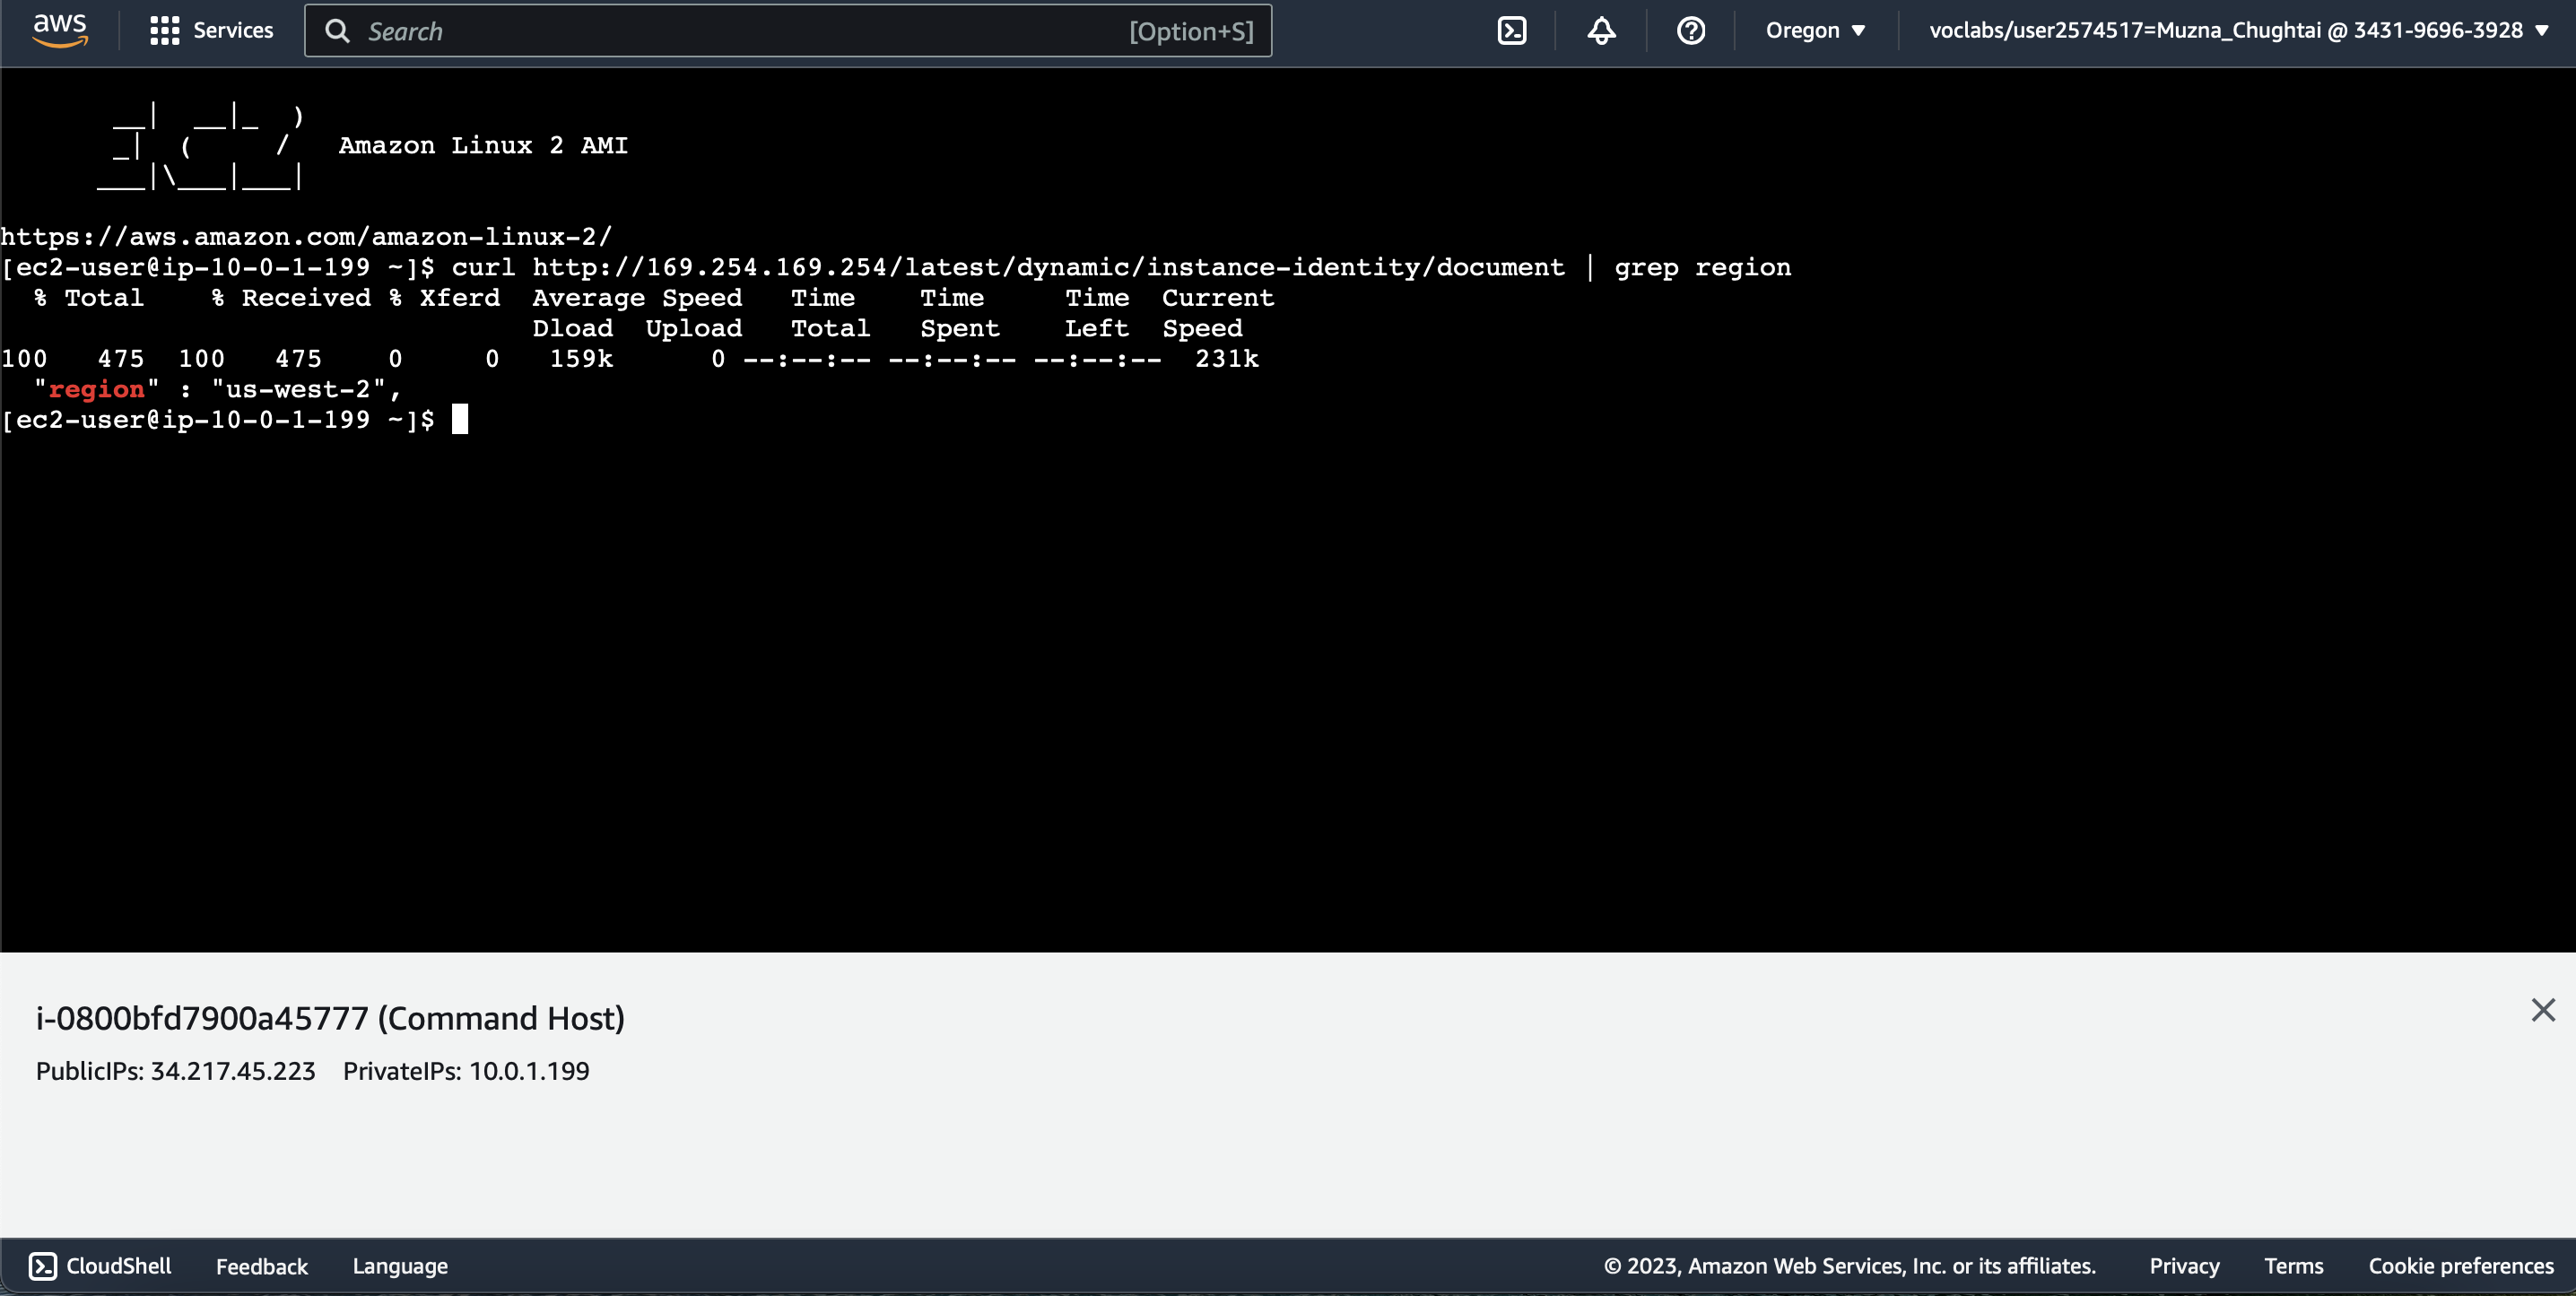 aws Services Search [Option+S] Oregon voclabs/user2574517=Muzna_Chughtai @ 3431-9696-3928
__|  __|_  )
_|  (     /   Amazon Linux 2 AMI
___|\___|___|
https://aws.amazon.com/amazon-linux-2/
[ec2-user@ip-10-0-1-199 ~]$ curl http://169.254.169.254/latest/dynamic/instance-identity/document | grep region
% Total    % Received % Xferd  Average Speed   Time    Time     Time  Current
Dload  Upload   Total   Spent    Left  Speed
100   475  100   475    0     0   159k      0 --:--:-- --:--:-- --:--:--  231k
"region" : "us-west-2",
[ec2-user@ip-10-0-1-199 ~]$
i-0800bfd7900a45777 (Command Host)
PublicIPs: 34.217.45.223 PrivateIPs: 10.0.1.199
CloudShell Feedback Language © 2023, Amazon Web Services, Inc. or its affiliates. Privacy Terms Cookie preferences